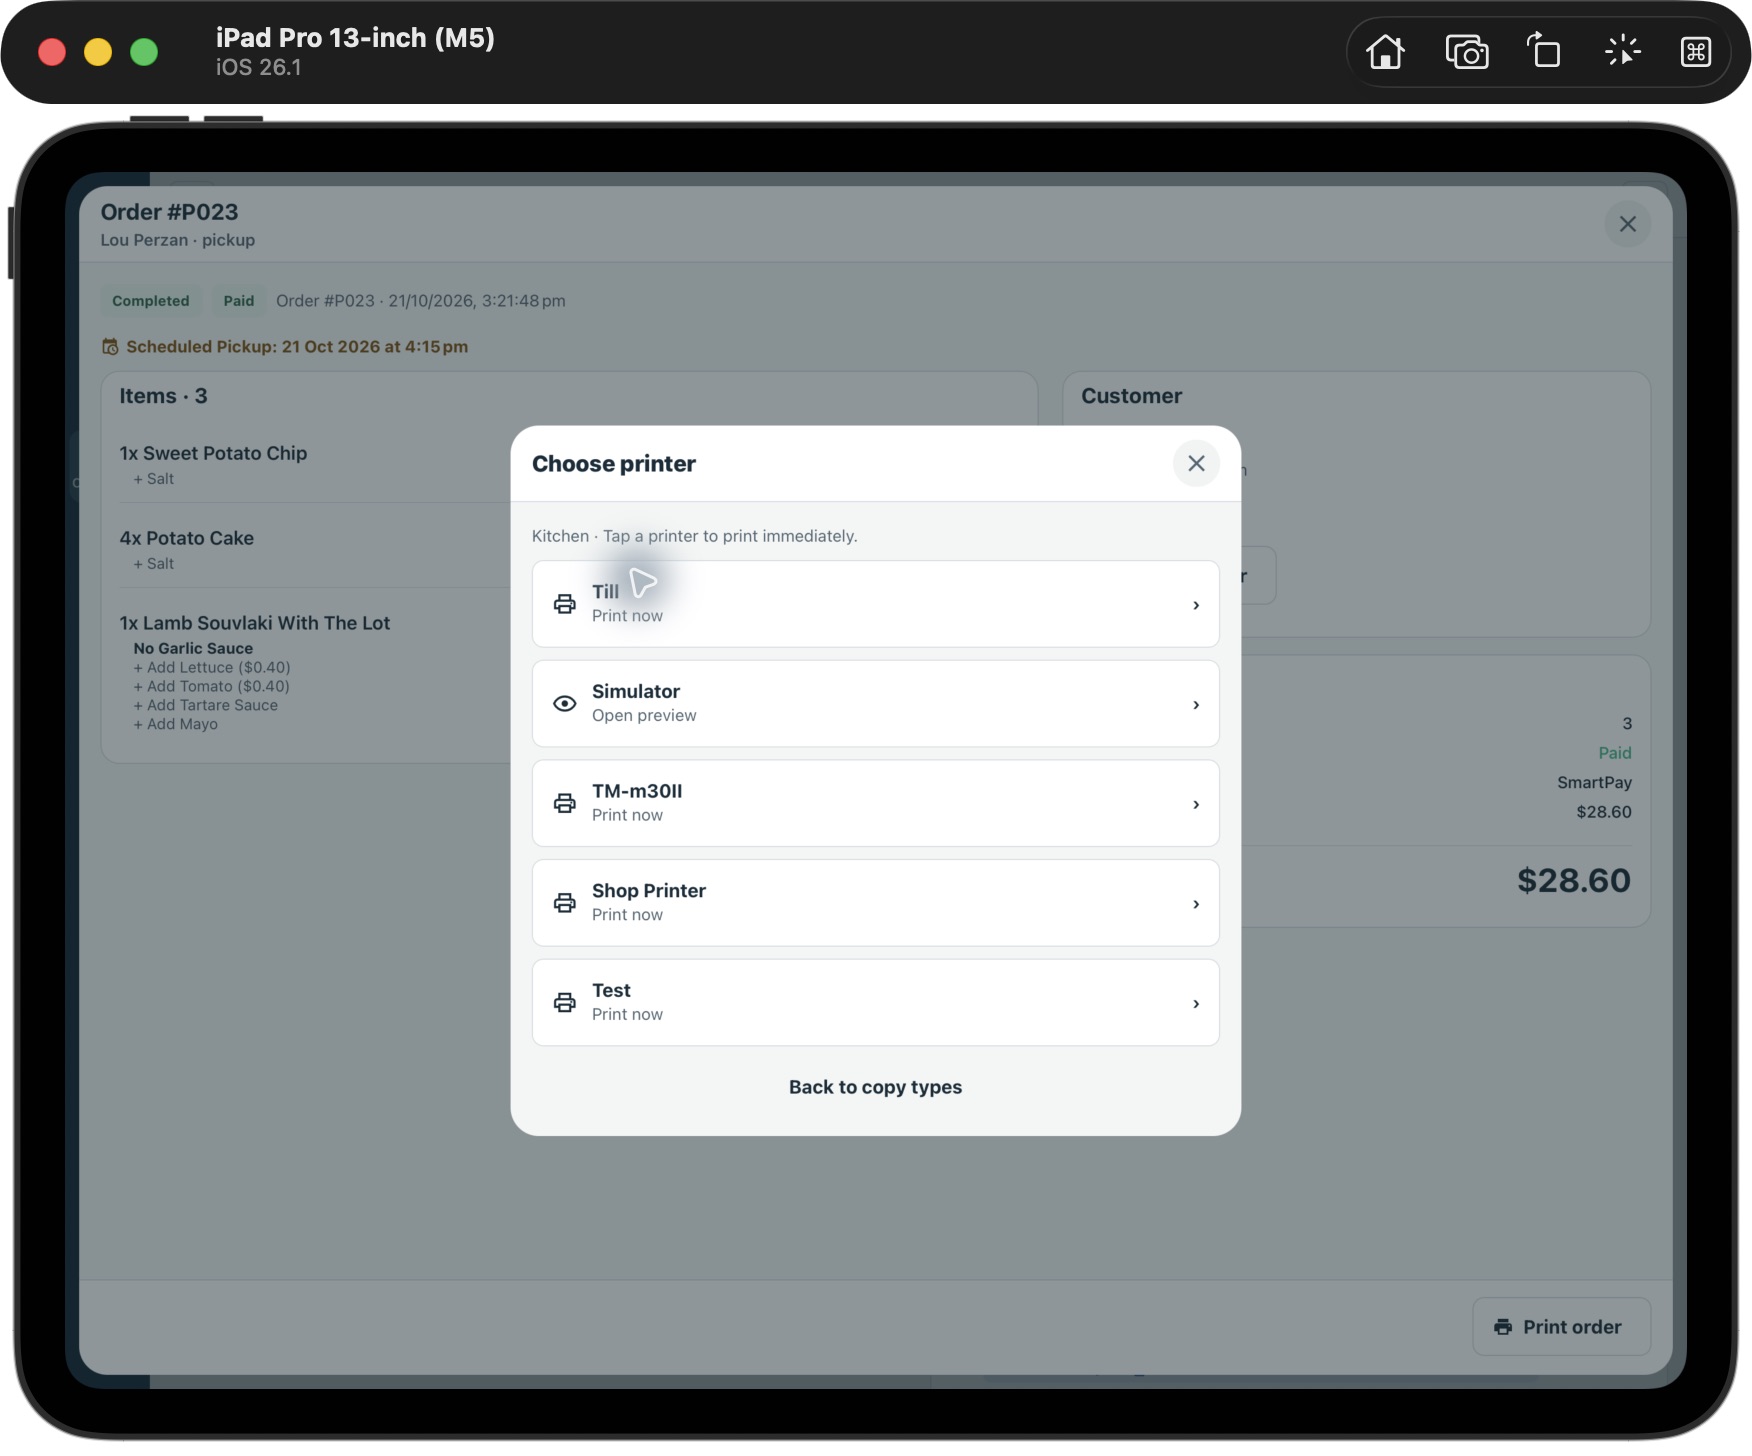 iPad Pro 13-inch (M5)
iOS 26.1
Order #P023
Lou Perzan · pickup
Completed
Paid
Order #P023 · 21/10/2026, 3:21:48 pm
Scheduled Pickup: 21 Oct 2026 at 4:15 pm
Items · 3
1x Sweet Potato Chip
+ Salt
4x Potato Cake
+ Salt
1x Lamb Souvlaki With The Lot
No Garlic Sauce
+ Add Lettuce ($0.40)
+ Add Tomato ($0.40)
+ Add Tartare Sauce
+ Add Mayo
Customer
3
Paid
SmartPay
$28.60
$28.60
Choose printer
Kitchen · Tap a printer to print immediately.
Till
Print now
Simulator
Open preview
TM-m30II
Print now
Shop Printer
Print now
Test
Print now
Back to copy types
Print order